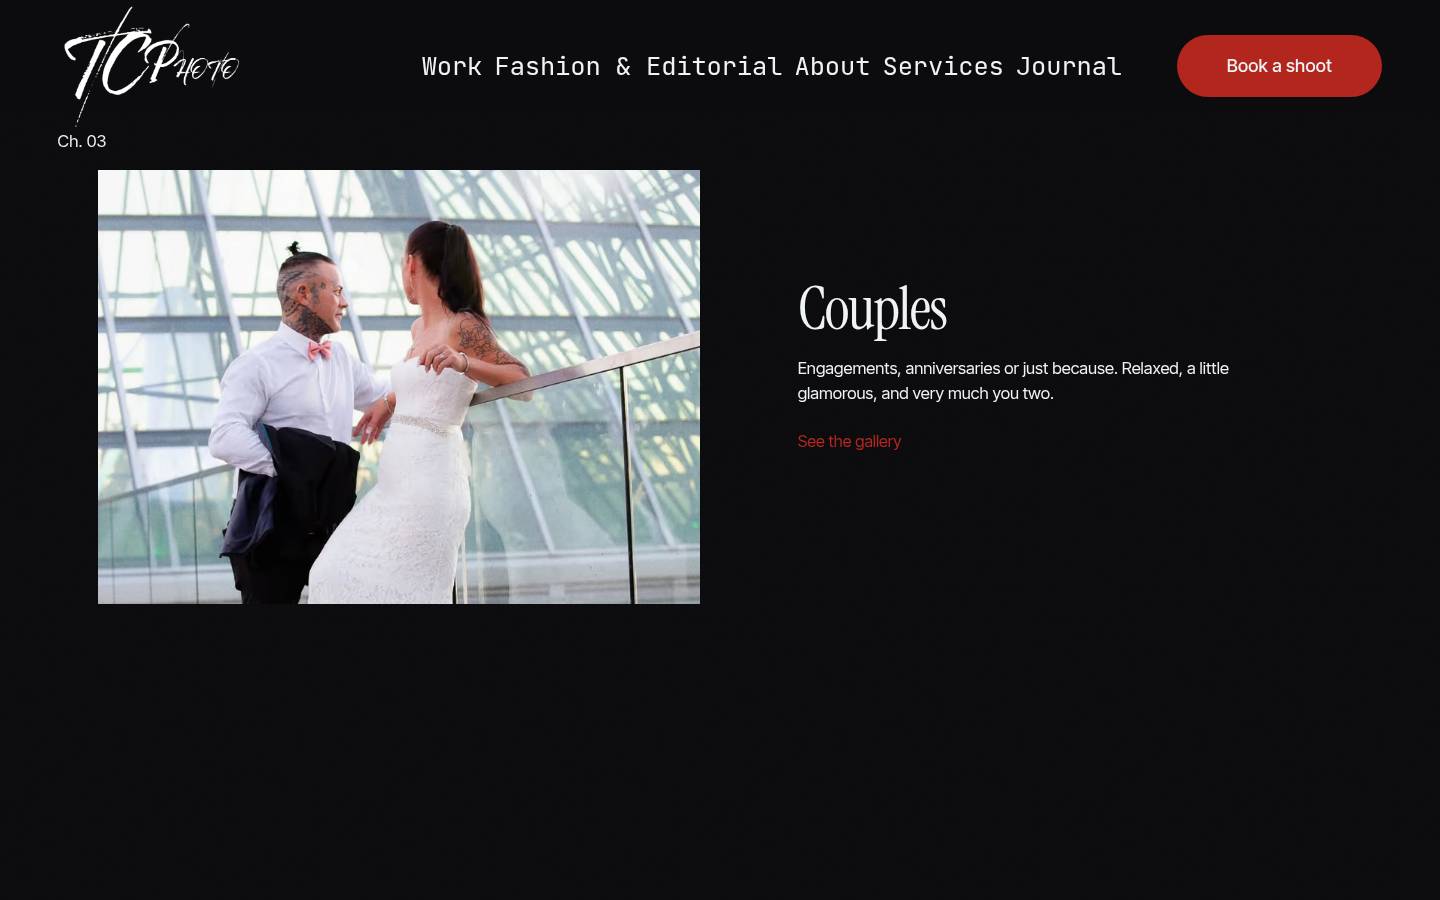 TCPHOTO
Work Fashion & Editorial About Services Journal
Book a shoot
Ch. 03
Couples
Engagements, anniversaries or just because. Relaxed, a little
glamorous, and very much you two.
See the gallery